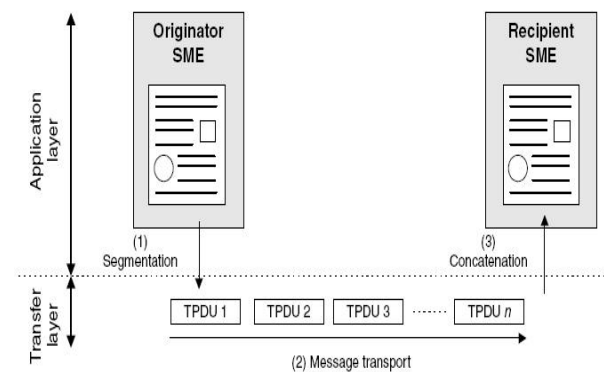 Originator
SME
Recipient
SME
Application
layer
(1)
Segmentation
(3)
Concatenation
Transfer
layer
TPDU 1
TPDU 2
TPDU 3
TPDU n
(2) Message transport